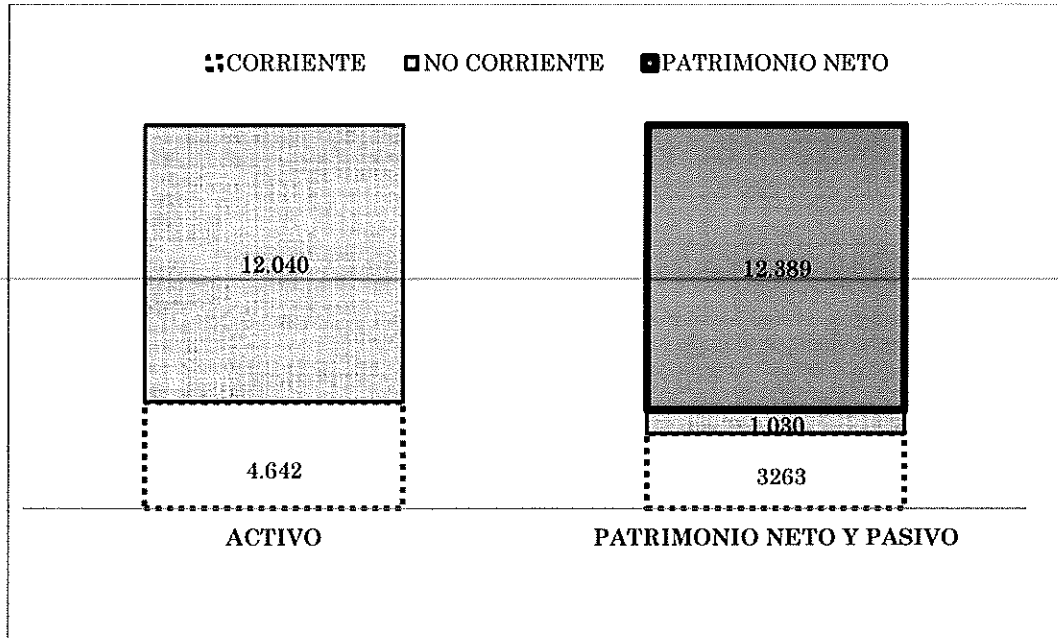 CORRIENTE NO CORRIENTE PATRIMONIO NETO
12.040
12.389
1.030
4.642
3263
ACTIVO
PATRIMONIO NETO Y PASIVO